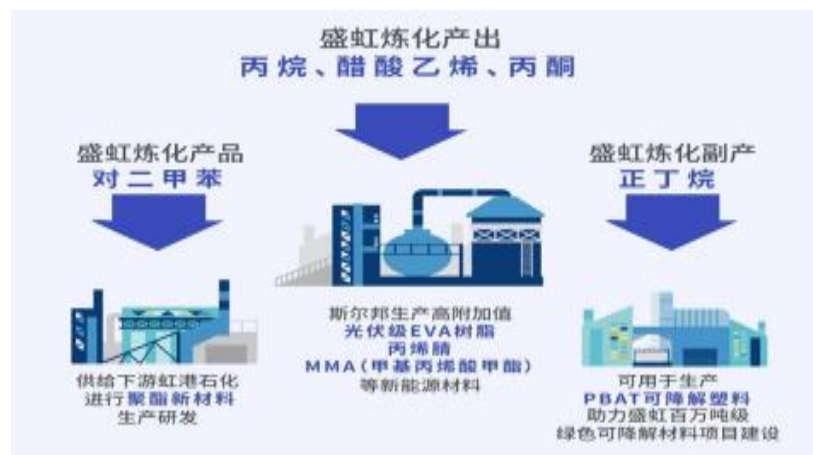 盛虹炼化产出
丙烷、醋酸乙烯、丙酮
盛虹炼化产品
对二甲苯
盛虹炼化副产
正丁烷
供给下游虹港石化
进行聚酯新材料
生产研发
斯尔邦生产高附加值
光伏级EVA树脂
丙烯腈
MMA(甲基丙烯酸甲酯)
等新能源材料
可用于生产
PBAT可降解塑料
助力盛虹百万吨级
绿色可降解材料项目建设